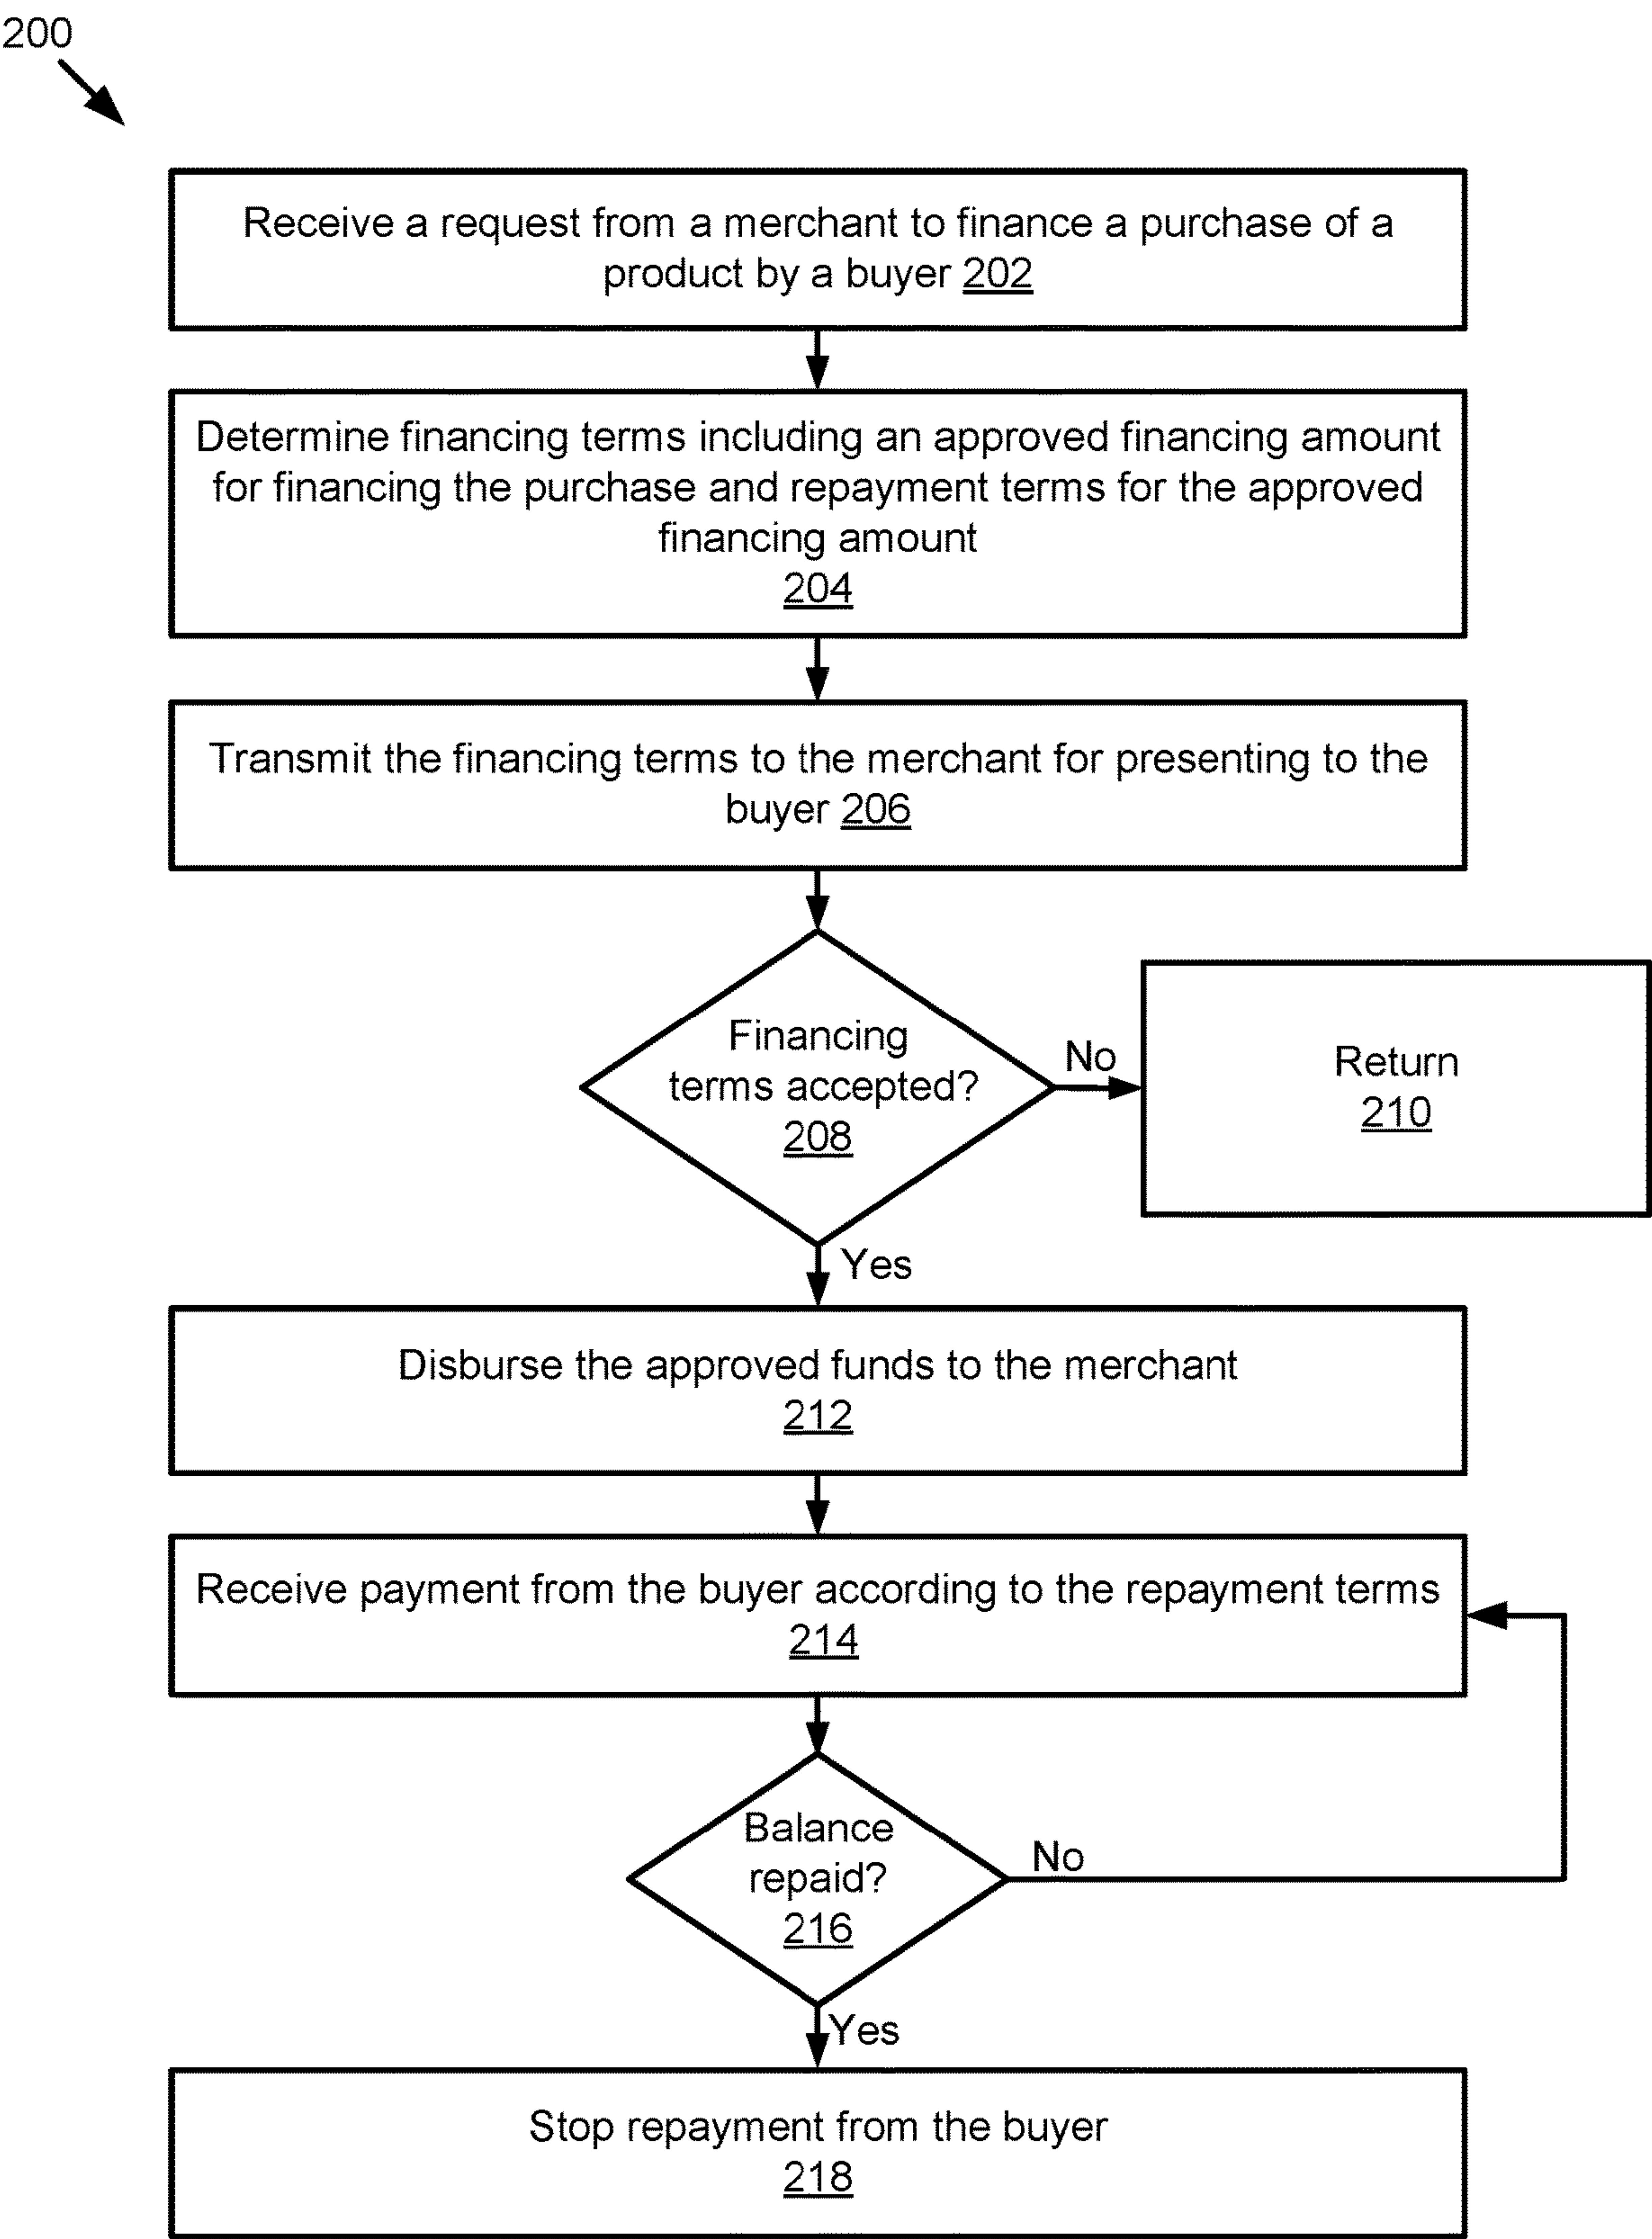 200
Receive a request from a merchant to finance a purchase of a
product by a buyer 202
Determine financing terms including an approved financing amount
for financing the purchase and repayment terms for the approved
financing amount
204
Transmit the financing terms to the merchant for presenting to the
buyer 206
Financing
terms accepted?
208
No
Return
210
Yes
Disburse the approved funds to the merchant
212
Receive payment from the buyer according to the repayment terms
214
Balance
repaid?
216
No
Yes
Stop repayment from the buyer
218